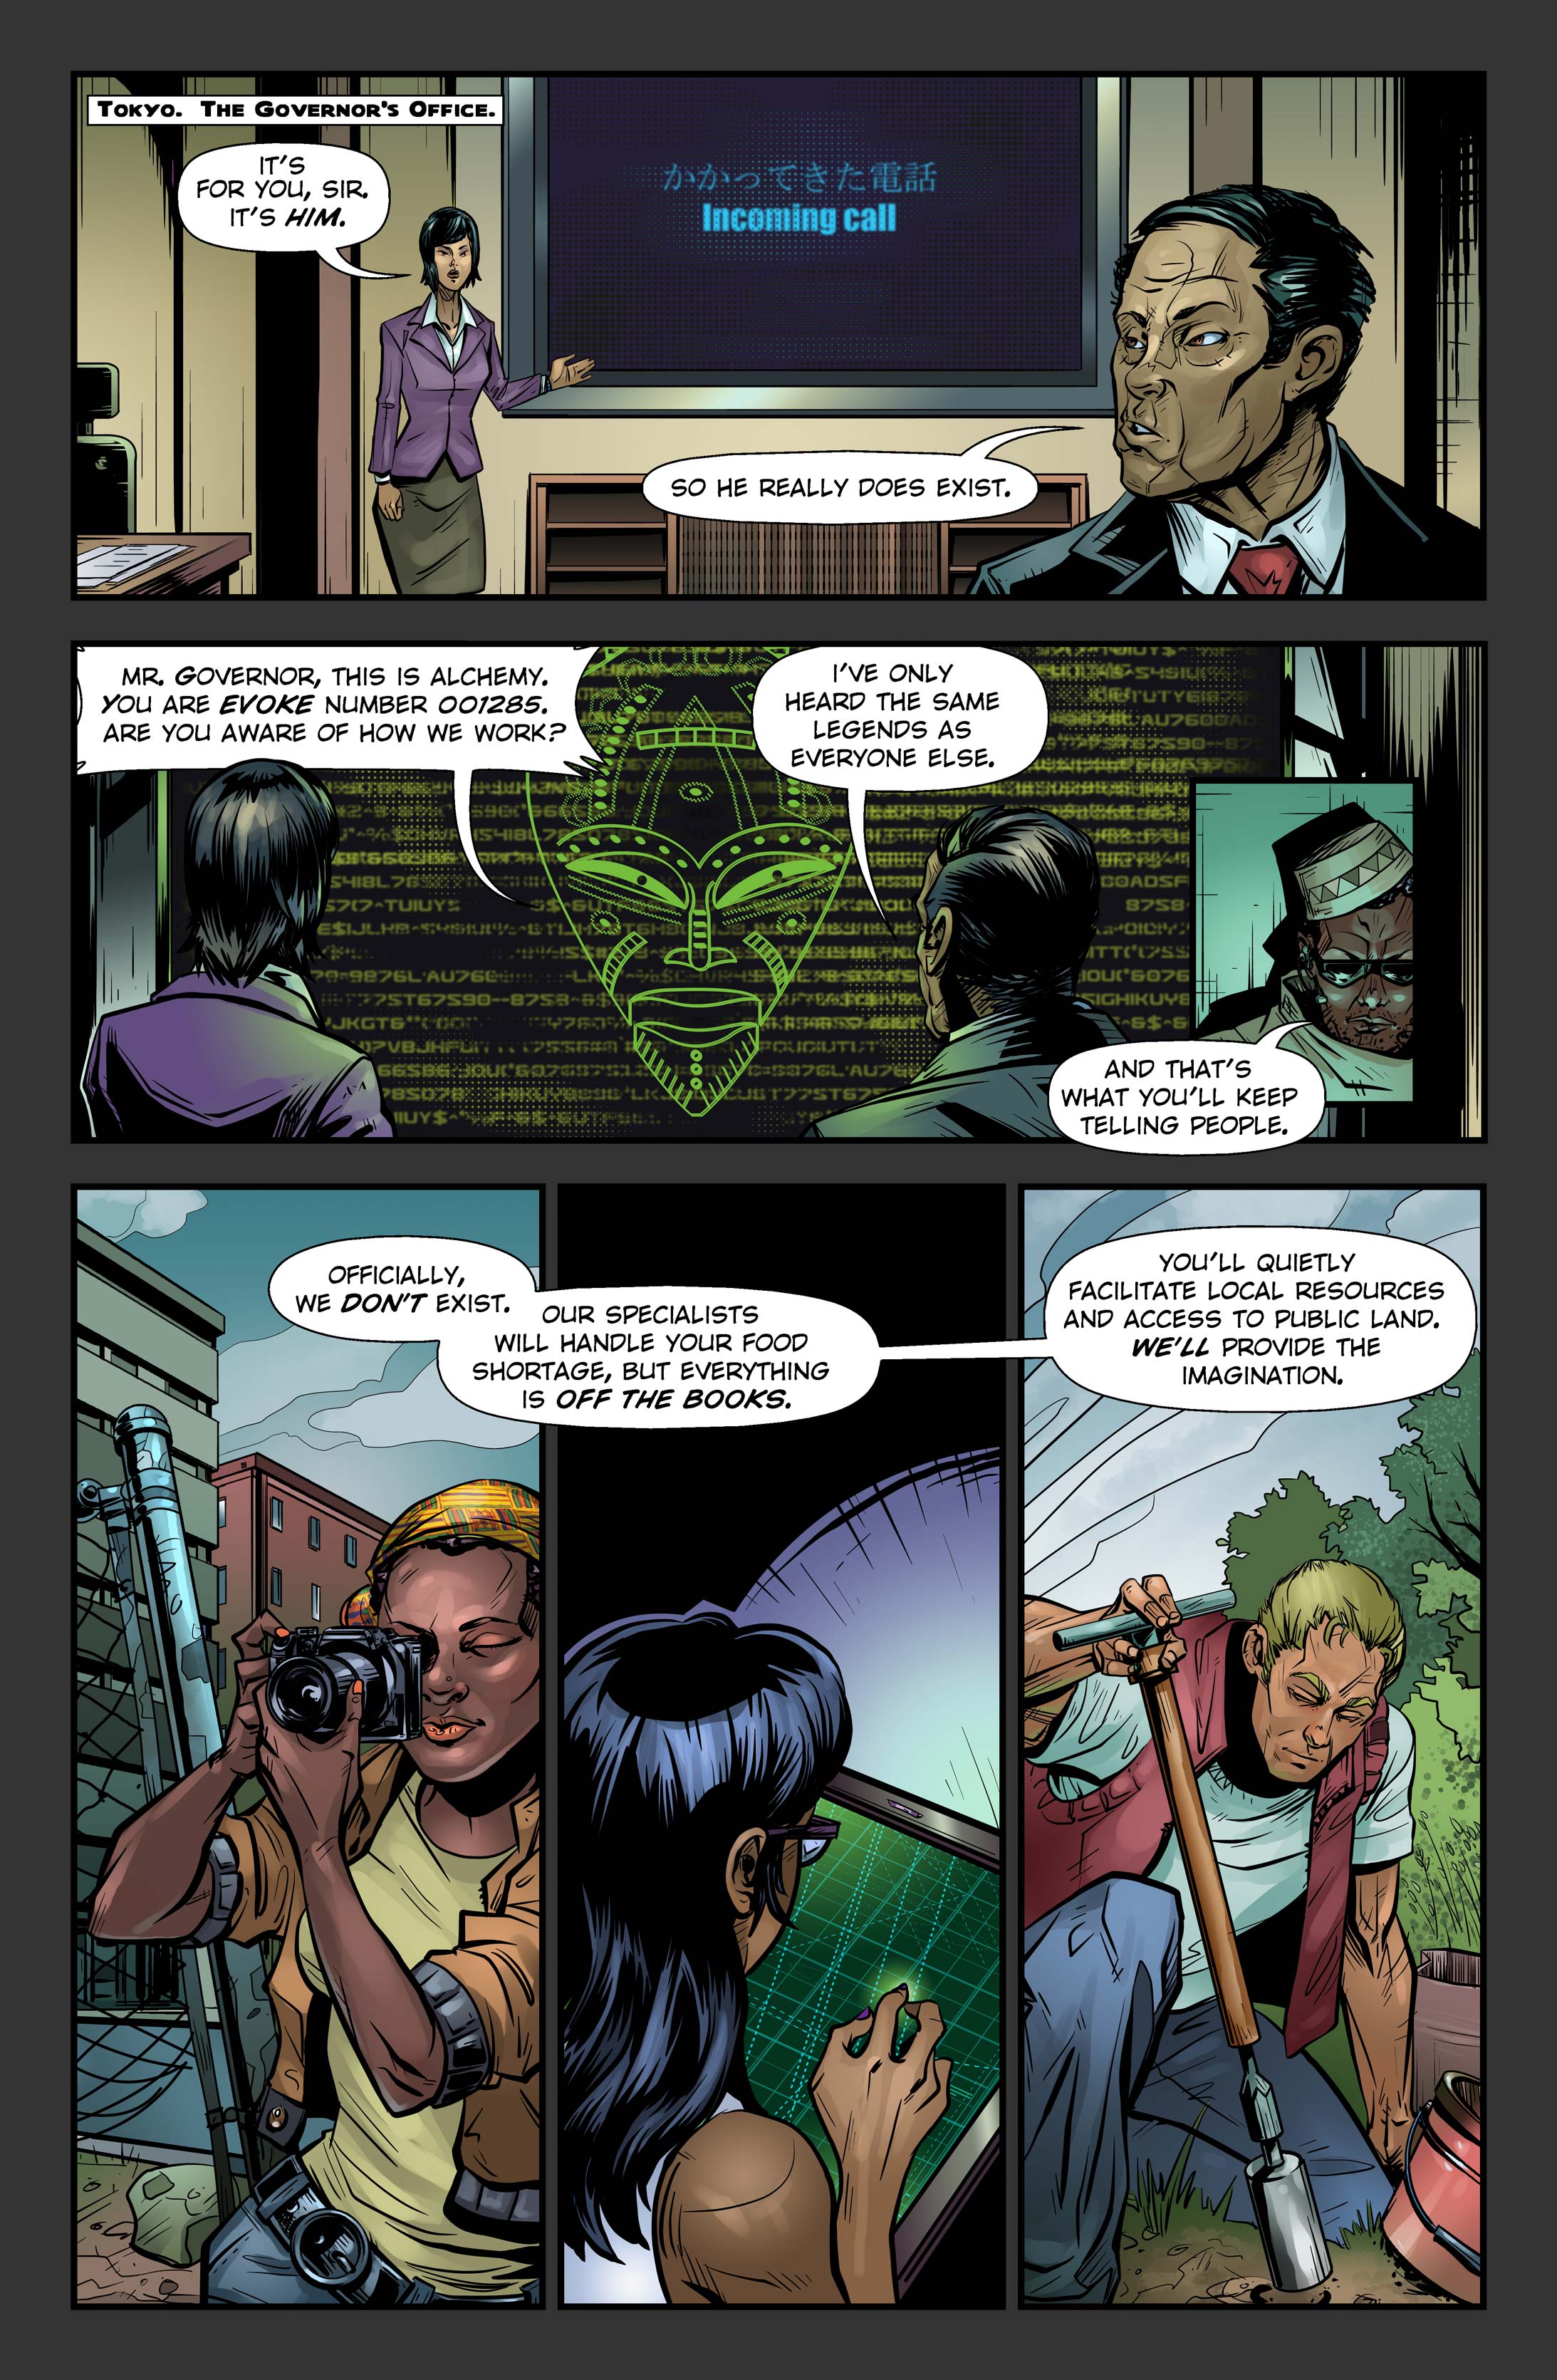 TOKYO. THE GOVERNOR'S OFFICE.
IT'S
FOR YOU, SIR.
IT'S HIM.
かかってきた電話
Incoming call
SO HE REALLY DOES EXIST.
MR. GOVERNOR, THIS IS ALCHEMY.
YOU ARE EVOKE NUMBER 001285.
ARE YOU AWARE OF HOW WE WORK?
I'VE ONLY
HEARD THE SAME
LEGENDS AS
EVERYONE ELSE.
AND THAT'S
WHAT YOU'LL KEEP
TELLING PEOPLE.
OFFICIALLY,
WE DON'T EXIST.
OUR SPECIALISTS
WILL HANDLE YOUR FOOD
SHORTAGE, BUT EVERYTHING
IS OFF THE BOOKS.
YOU'LL QUIETLY
FACILITATE LOCAL RESOURCES
AND ACCESS TO PUBLIC LAND.
WE'LL PROVIDE THE
IMAGINATION.